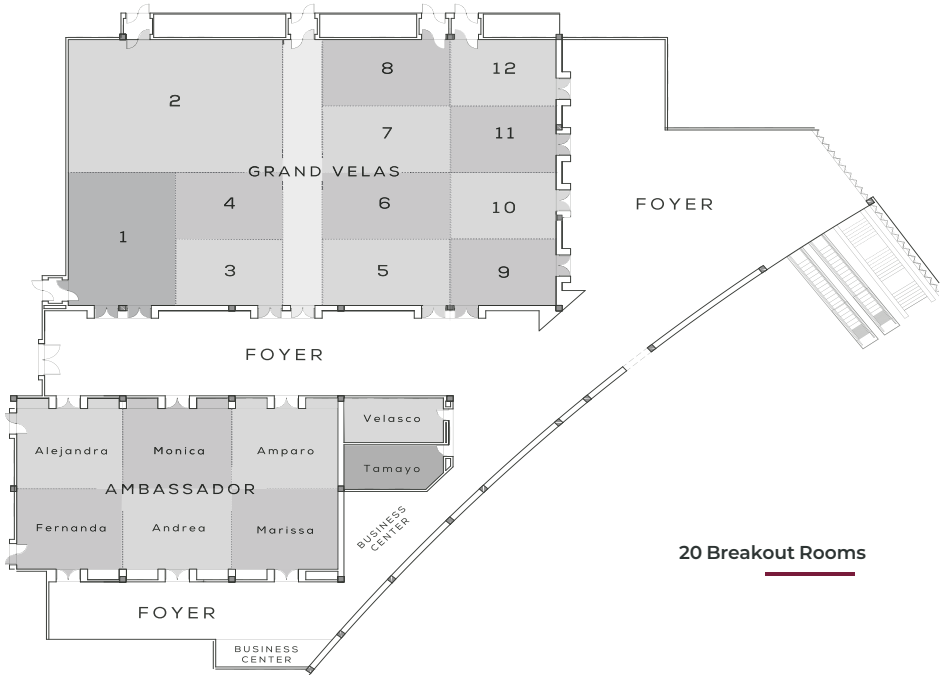 8
12
2
7
11
GRAND VELAS
4
6
10
FOYER
1
3
5
9
FOYER
Velasco
Alejandra
Monica
Amparo
Tamayo
AMBASSADOR
Fernanda
Andrea
Marissa
BUSINESS
CENTER
20 Breakout Rooms
FOYER
BUSINESS
CENTER